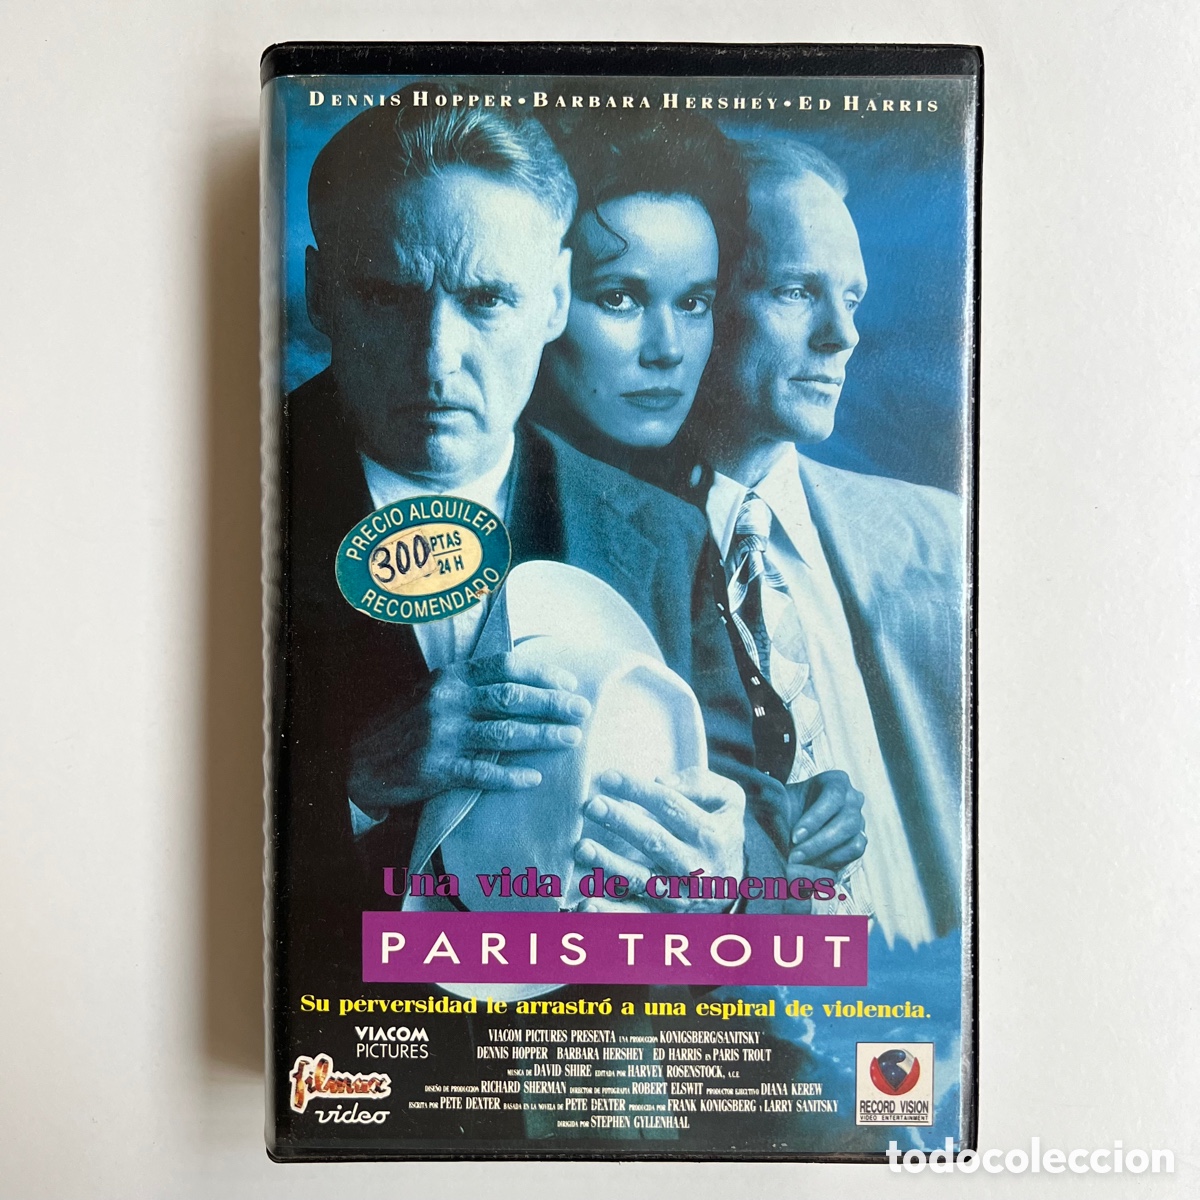 DENNIS HOPPER • BARBARA HERSHEY • ED HARRIS
PRECIO ALQUILER
300 PTAS
24 H
RECOMENDADO
Una vida de crímenes.
PARIS TROUT
Su perversidad le arrastró a una espiral de violencia.
VIACOM
PICTURES
filmax
video
VIACOM PICTURES PRESENTA UNA PRODUCCION KONIGSBERG/SANITSKY
DENNIS HOPPER BARBARA HERSHEY ED HARRIS EN PARIS TROUT
MUSICA DE DAVID SHIRE EDITADA POR HARVEY ROSENSTOCK, A.C.E.
DISEÑO DE PRODUCCION RICHARD SHERMAN DIRECTOR DE FOTOGRAFIA ROBERT ELSWIT PRODUCTOR EJECUTIVO DIANA KEREW
ESCRITA POR PETE DEXTER BASADA EN LA NOVELA DE PETE DEXTER PRODUCIDA POR FRANK KONIGSBERG Y LARRY SANITSKY
DIRIGIDA POR STEPHEN GYLLENHAAL
RECORD VISION
VIDEO ENTERTAINMENT
todocoleccion